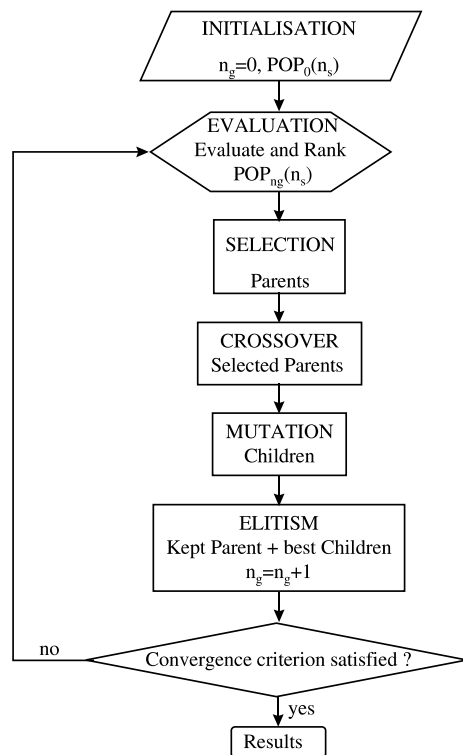 INITIALISATION
n_g=0, POP_0(n_s)
EVALUATION
Evaluate and Rank
POP_ng(n_s)
SELECTION
Parents
CROSSOVER
Selected Parents
MUTATION
Children
ELITISM
Kept Parent + best Children
n_g=n_g+1
no
Convergence criterion satisfied ?
yes
Results